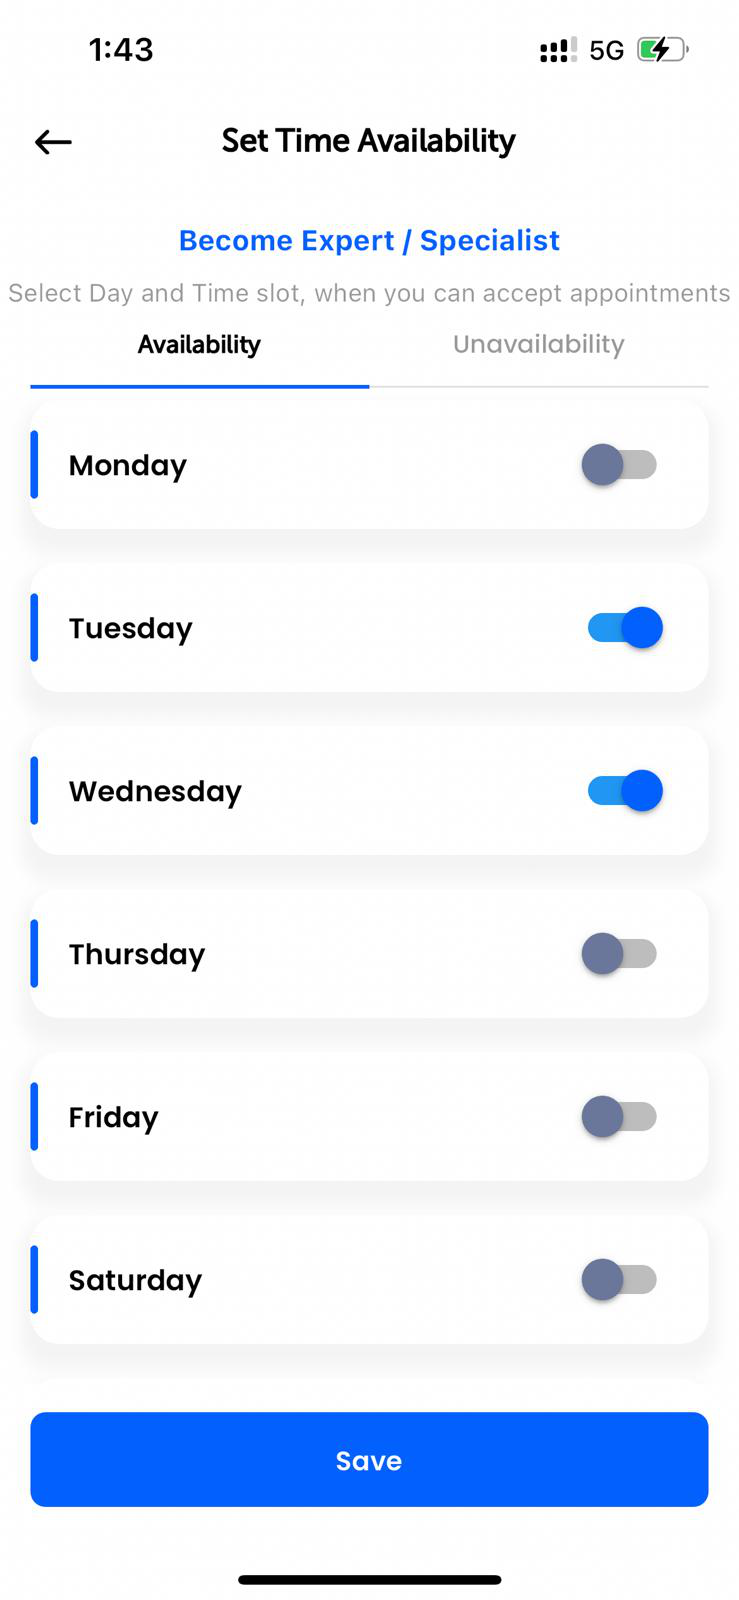 1:43 5G
Set Time Availability
Become Expert / Specialist
Select Day and Time slot, when you can accept appointments
Availability Unavailability
Monday
Tuesday
Wednesday
Thursday
Friday
Saturday
Save